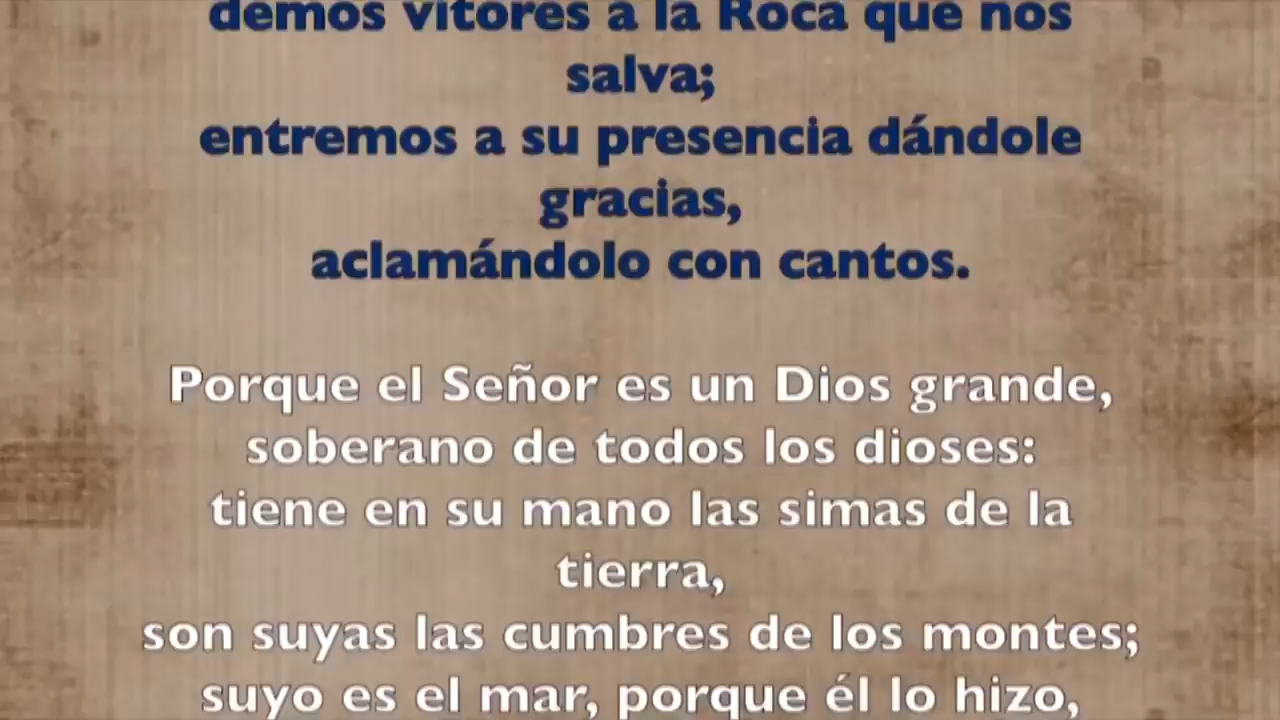 demos vítores a la Roca que nos
salva;
entremos a su presencia dándole
gracias,
aclamándolo con cantos.
Porque el Señor es un Dios grande,
soberano de todos los dioses:
tiene en su mano las simas de la
tierra,
son suyas las cumbres de los montes;
suyo es el mar, porque él lo hizo,